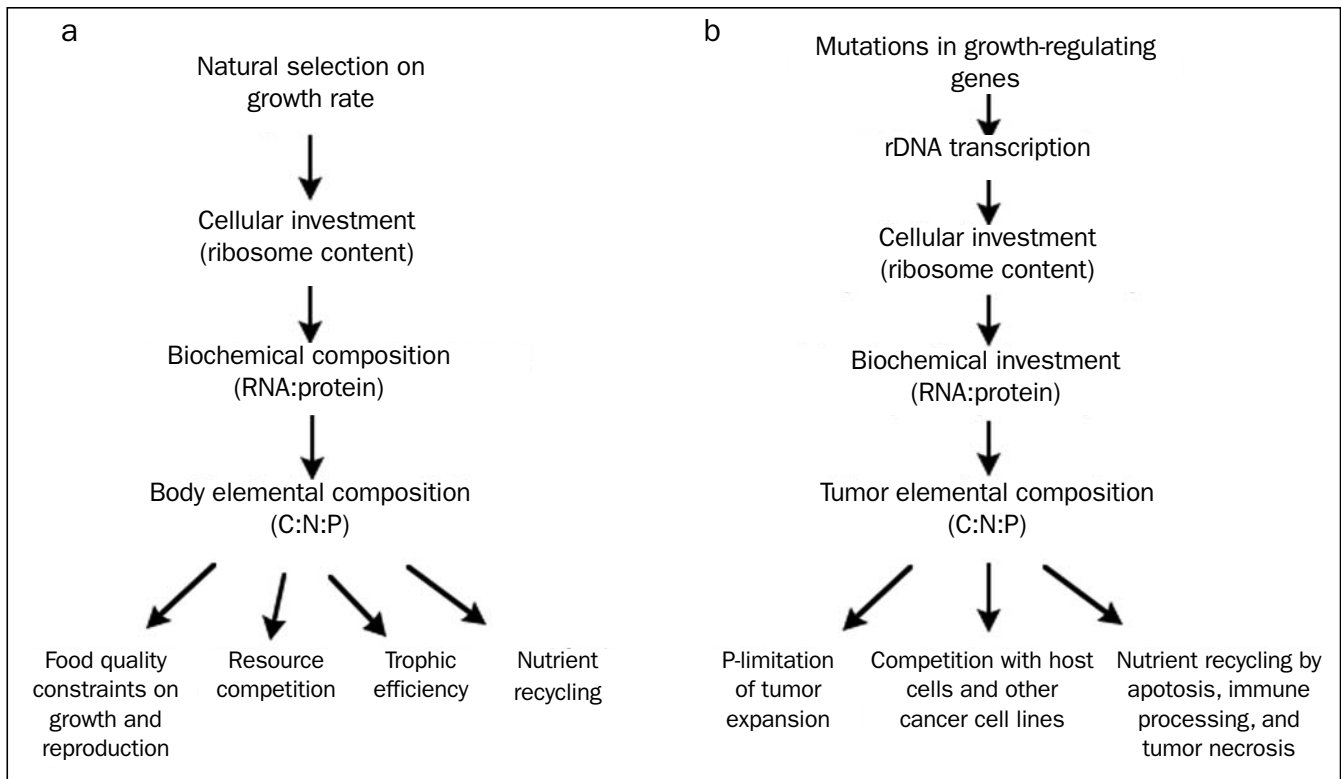 a
Natural selection on
growth rate
Cellular investment
(ribosome content)
Biochemical composition
(RNA:protein)
Body elemental composition
(C:N:P)
Food quality
constraints on
growth and
reproduction
Resource
competition
Trophic
efficiency
Nutrient
recycling
b
Mutations in growth-regulating
genes
rDNA transcription
Cellular investment
(ribosome content)
Biochemical investment
(RNA:protein)
Tumor elemental composition
(C:N:P)
P-limitation
of tumor
expansion
Competition with host
cells and other
cancer cell lines
Nutrient recycling by
apotosis, immune
processing, and
tumor necrosis